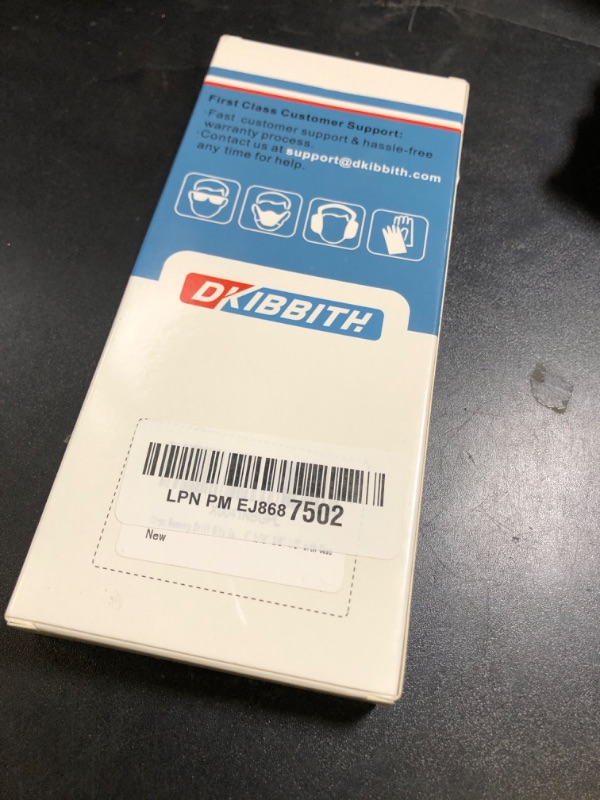 First Class Customer Support:
·Fast customer support & hassle-free
warranty process.
·Contact us at support@dkibbith.com
any time for help.
DKIBBITH
LPN PM EJ868 7502
New